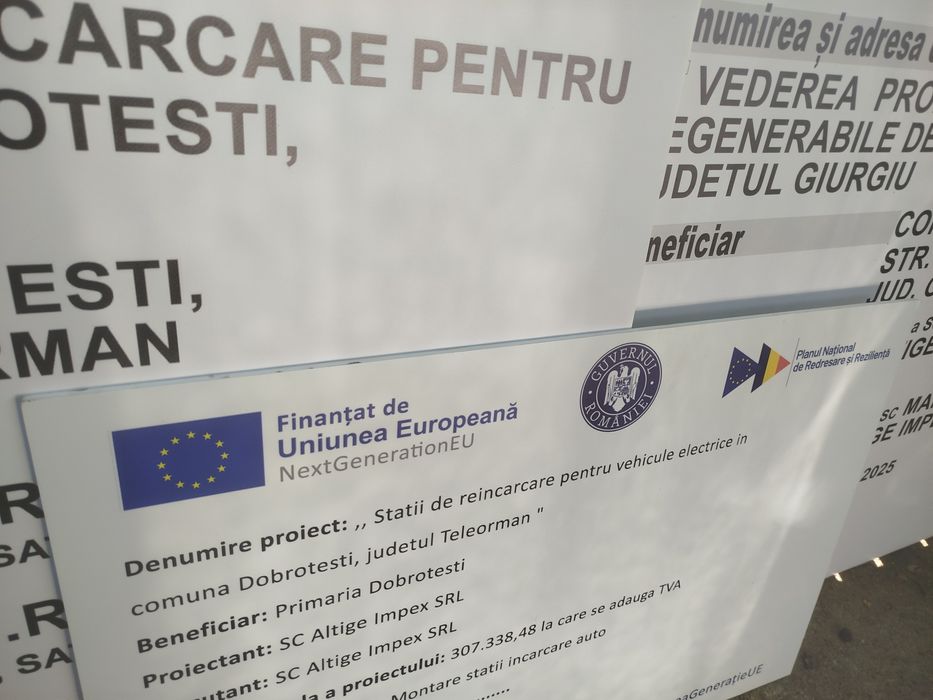 CARCARE PENTRU
OTESTI,
ESTI,
RMAN
numirea și adresa
VEDEREA PRO
EGENERABILE DE
JDETUL GIURGIU
neficiar
STR.
JUD.
2025
Finanțat de
Uniunea Europeană
NextGenerationEU
GUVERNUL ROMÂNIEI
Planul Național
de Redresare și Reziliență
Denumire proiect: ,, Statii de reincarcare pentru vehicule electrice in
comuna Dobrotesti, judetul Teleorman "
Beneficiar: Primaria Dobrotesti
Proiectant: SC Altige Impex SRL
utant: SC Altige Impex SRL
a a proiectului: 307.338,48 la care se adauga TVA
Montare statii incarcare auto
aGenerațieUE